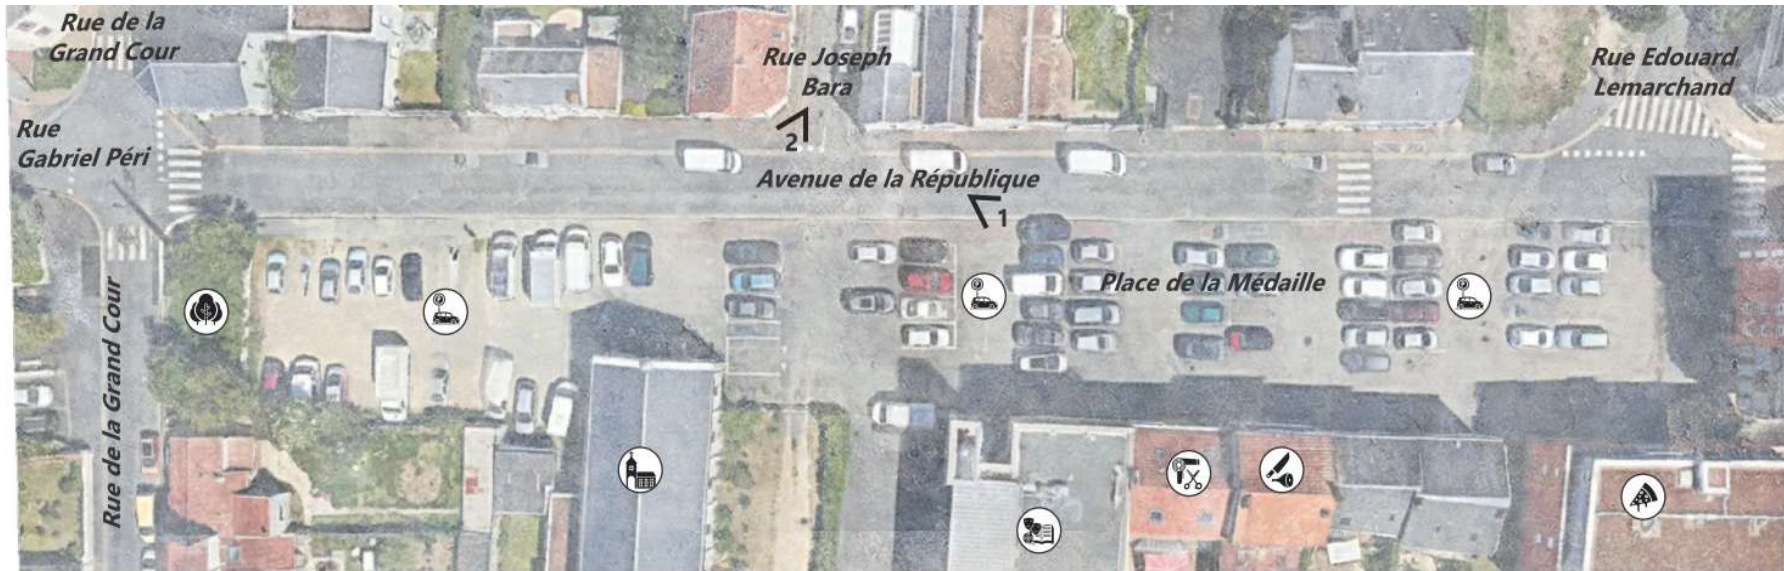 Rue de la
Grand Cour
Rue Joseph
Bara
Rue Edouard
Lemarchand
Rue
Gabriel Péri
2
Avenue de la République
1
Place de la Médaille
Rue de la Grand Cour